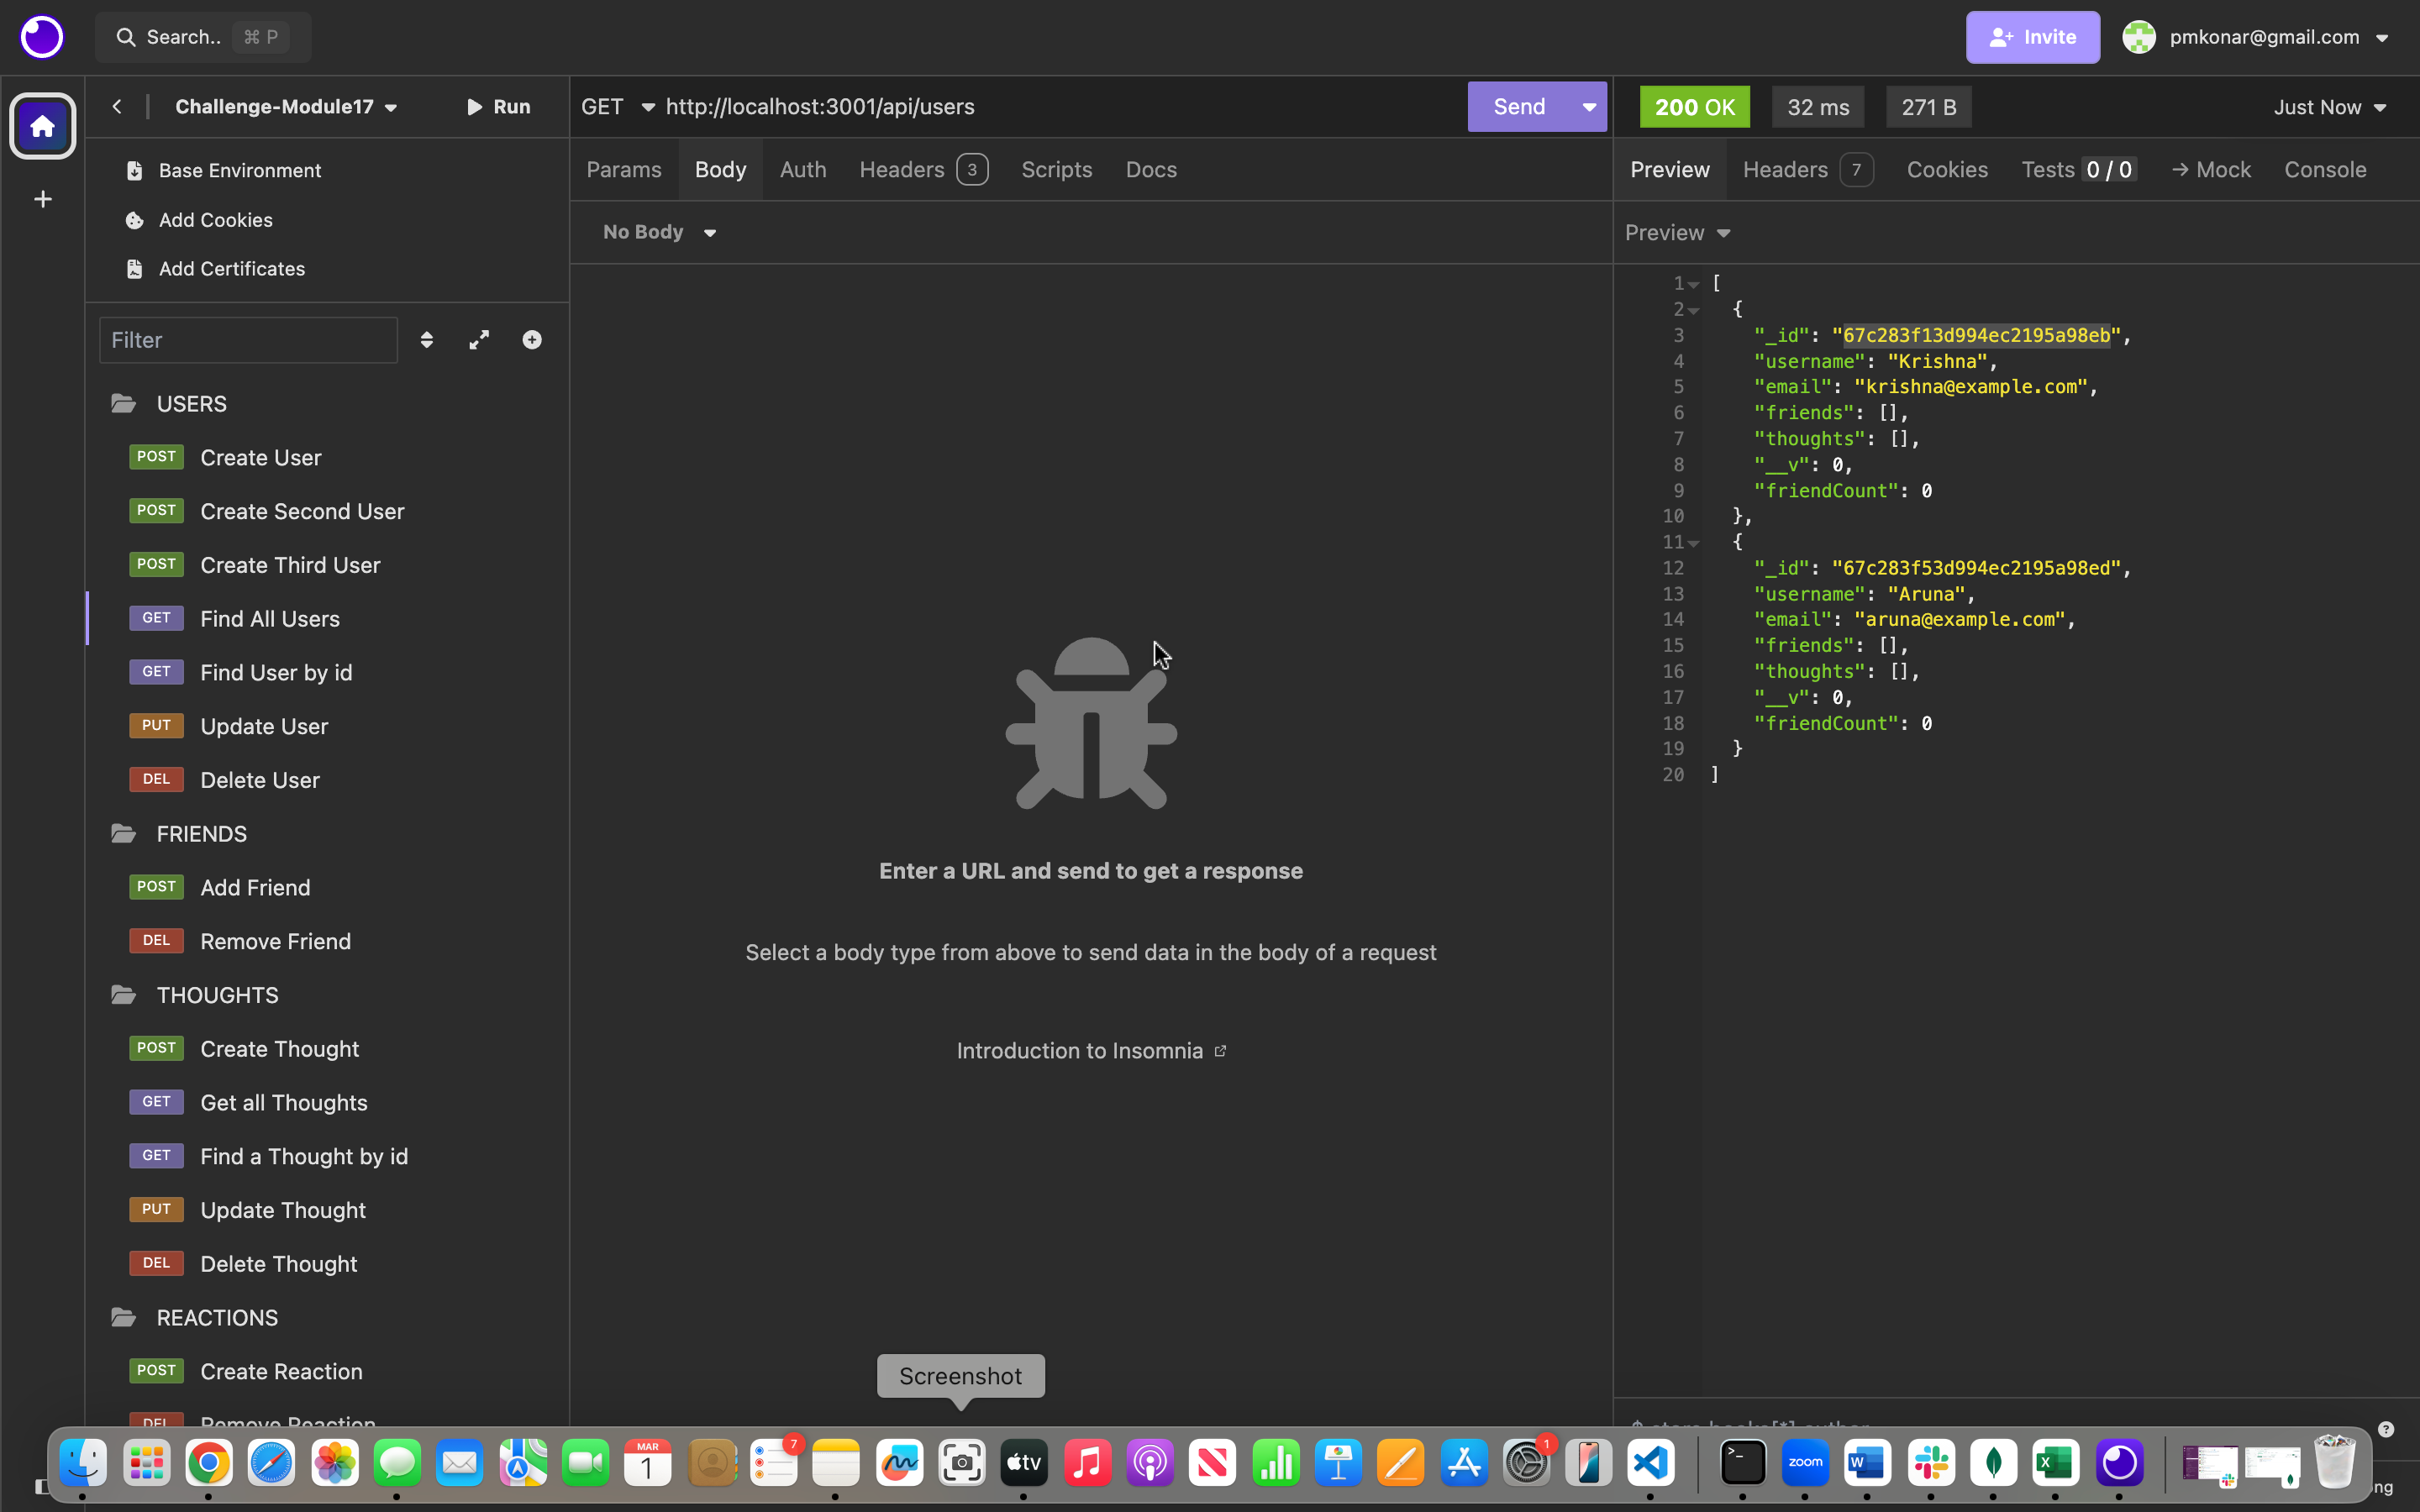 Search.. ⌘ P
Invite
pmkonar@gmail.com
Challenge-Module17
Run
Base Environment
Add Cookies
Add Certificates
Filter
USERS
POST Create User
POST Create Second User
POST Create Third User
GET Find All Users
GET Find User by id
PUT Update User
DEL Delete User
FRIENDS
POST Add Friend
DEL Remove Friend
THOUGHTS
POST Create Thought
GET Get all Thoughts
GET Find a Thought by id
PUT Update Thought
DEL Delete Thought
REACTIONS
POST Create Reaction
DEL Remove Reaction
GET http://localhost:3001/api/users
Send
Params Body Auth Headers 3 Scripts Docs
No Body
Enter a URL and send to get a response
Select a body type from above to send data in the body of a request
Introduction to Insomnia
200 OK 32 ms 271 B Just Now
Preview Headers 7 Cookies Tests 0 / 0 → Mock Console
Preview
1 [
2 {
3 "_id": "67c283f13d994ec2195a98eb",
4 "username": "Krishna",
5 "email": "krishna@example.com",
6 "friends": [],
7 "thoughts": [],
8 "__v": 0,
9 "friendCount": 0
10 },
11 {
12 "_id": "67c283f53d994ec2195a98ed",
13 "username": "Aruna",
14 "email": "aruna@example.com",
15 "friends": [],
16 "thoughts": [],
17 "__v": 0,
18 "friendCount": 0
19 }
20 ]
$.store.books[*].author
?
Screenshot
MAR
1
7
tv
1
>_
zoom
W
X
ng